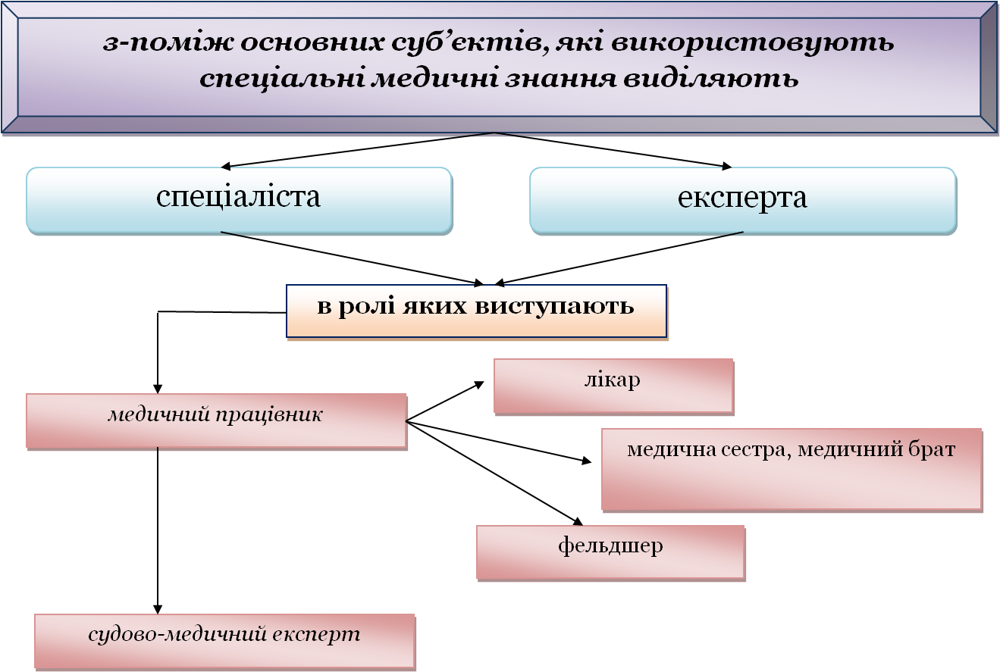 з-поміж основних суб’єктів, які використовують
спеціальні медичні знання виділяють
спеціаліста
експерта
в ролі яких виступають
лікар
медичний працівник
медична сестра, медичний брат
фельдшер
судово-медичний експерт